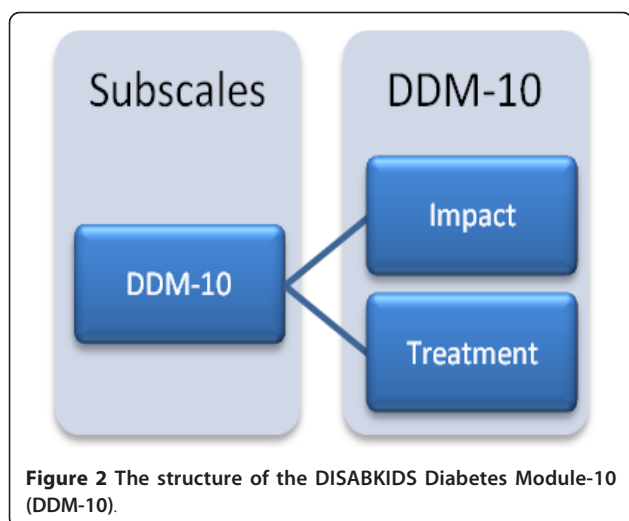 Subscales
DDM-10
DDM-10
Impact
Treatment
Figure 2 The structure of the DISABKIDS Diabetes Module-10
(DDM-10).